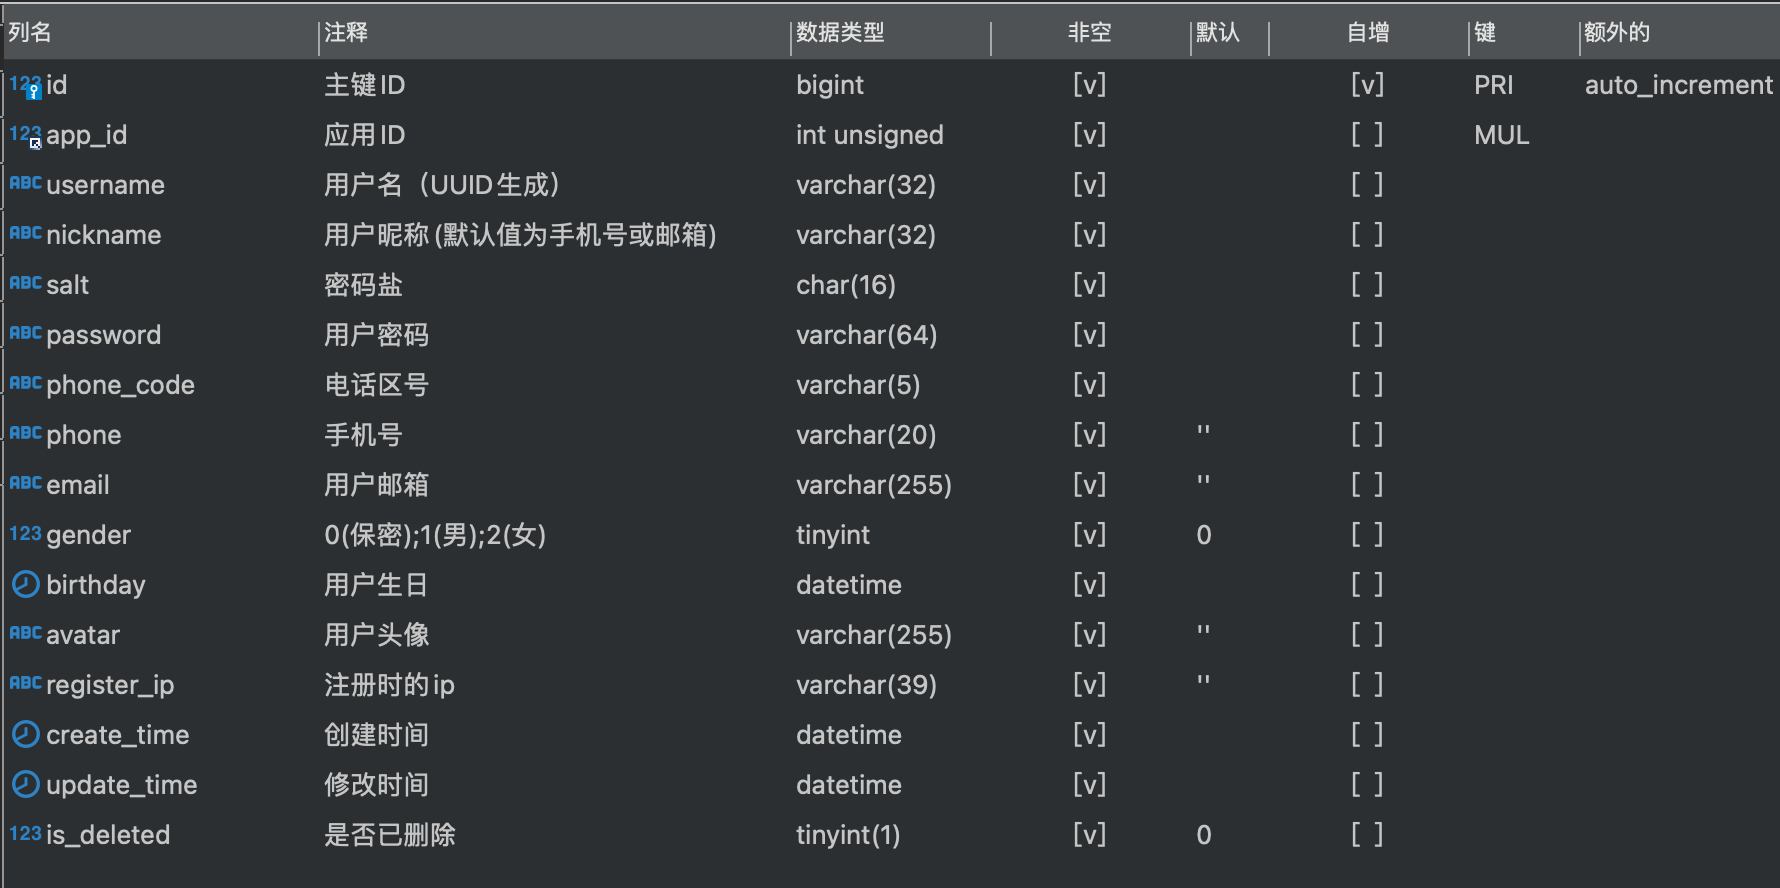 列名 注释 数据类型 非空 默认 自增 键 额外的
123 id 主键ID bigint [v] [v] PRI auto_increment
123 app_id 应用ID int unsigned [v] [ ] MUL
ABC username 用户名（UUID生成） varchar(32) [v] [ ]
ABC nickname 用户昵称(默认值为手机号或邮箱) varchar(32) [v] [ ]
ABC salt 密码盐 char(16) [v] [ ]
ABC password 用户密码 varchar(64) [v] [ ]
ABC phone_code 电话区号 varchar(5) [v] [ ]
ABC phone 手机号 varchar(20) [v] '' [ ]
ABC email 用户邮箱 varchar(255) [v] '' [ ]
123 gender 0(保密);1(男);2(女) tinyint [v] 0 [ ]
birthday 用户生日 datetime [v] [ ]
ABC avatar 用户头像 varchar(255) [v] '' [ ]
ABC register_ip 注册时的ip varchar(39) [v] '' [ ]
create_time 创建时间 datetime [v] [ ]
update_time 修改时间 datetime [v] [ ]
123 is_deleted 是否已删除 tinyint(1) [v] 0 [ ]